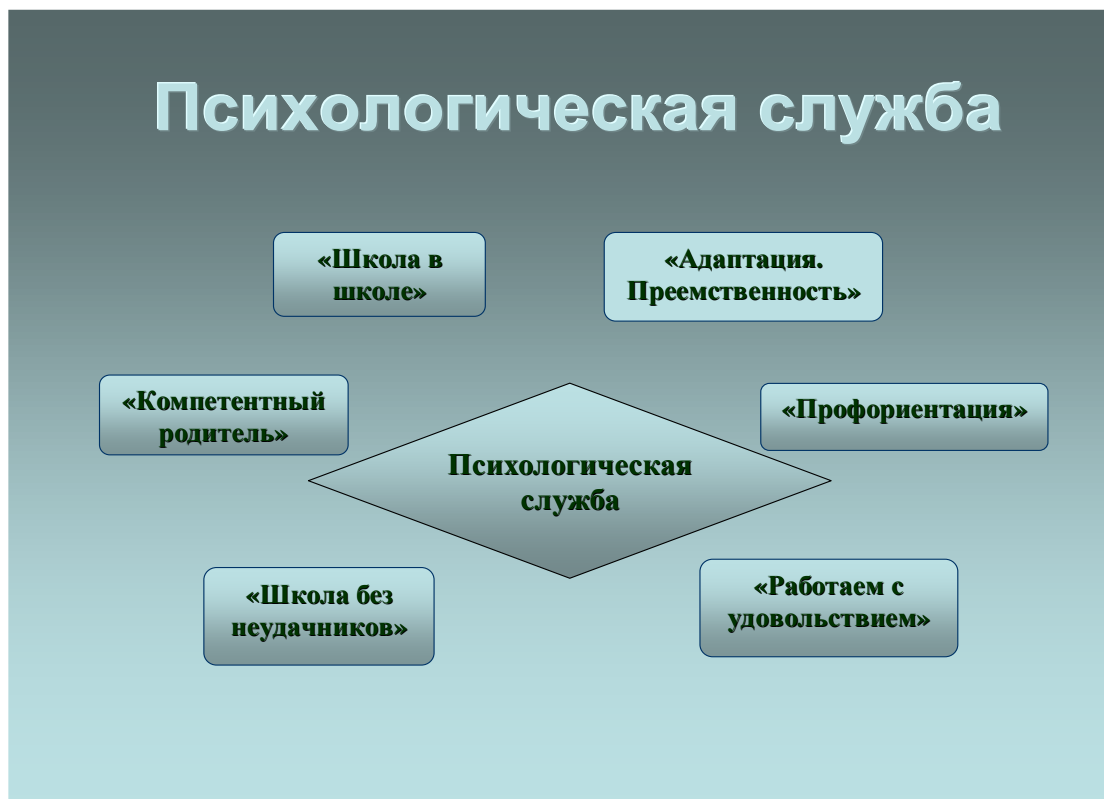 Психологическая служба
«Школа в
школе»
«Адаптация.
Преемственность»
«Компетентный
родитель»
«Профориентация»
Психологическая
служба
«Школа без
неудачников»
«Работаем с
удовольствием»